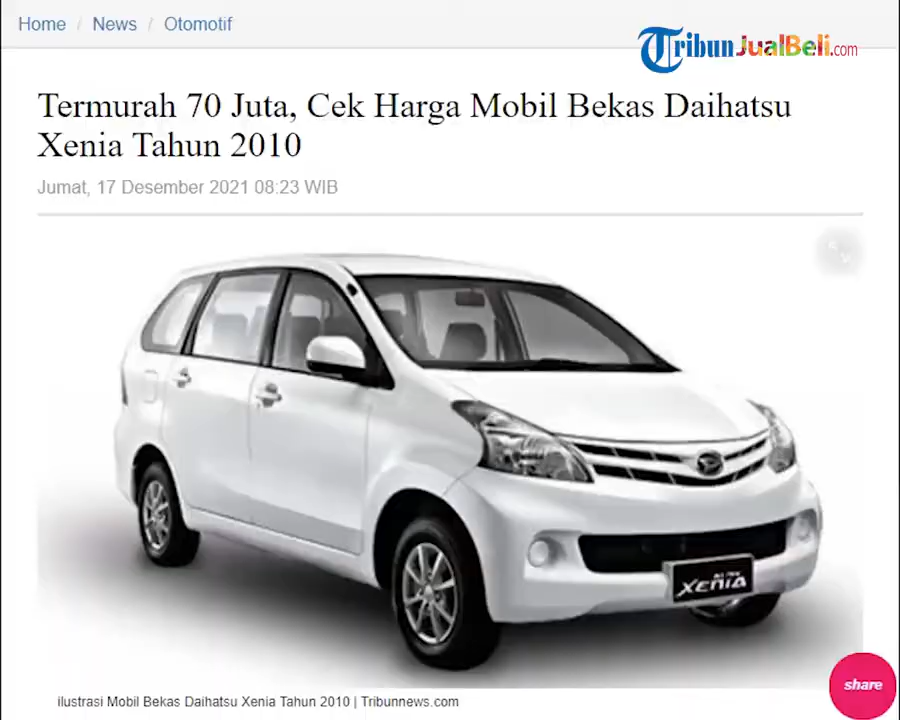 Home / News / Otomotif
TribunJualBeli.com
Termurah 70 Juta, Cek Harga Mobil Bekas Daihatsu
Xenia Tahun 2010
Jumat, 17 Desember 2021 08:23 WIB
XENIA
share
ilustrasi Mobil Bekas Daihatsu Xenia Tahun 2010 | Tribunnews.com